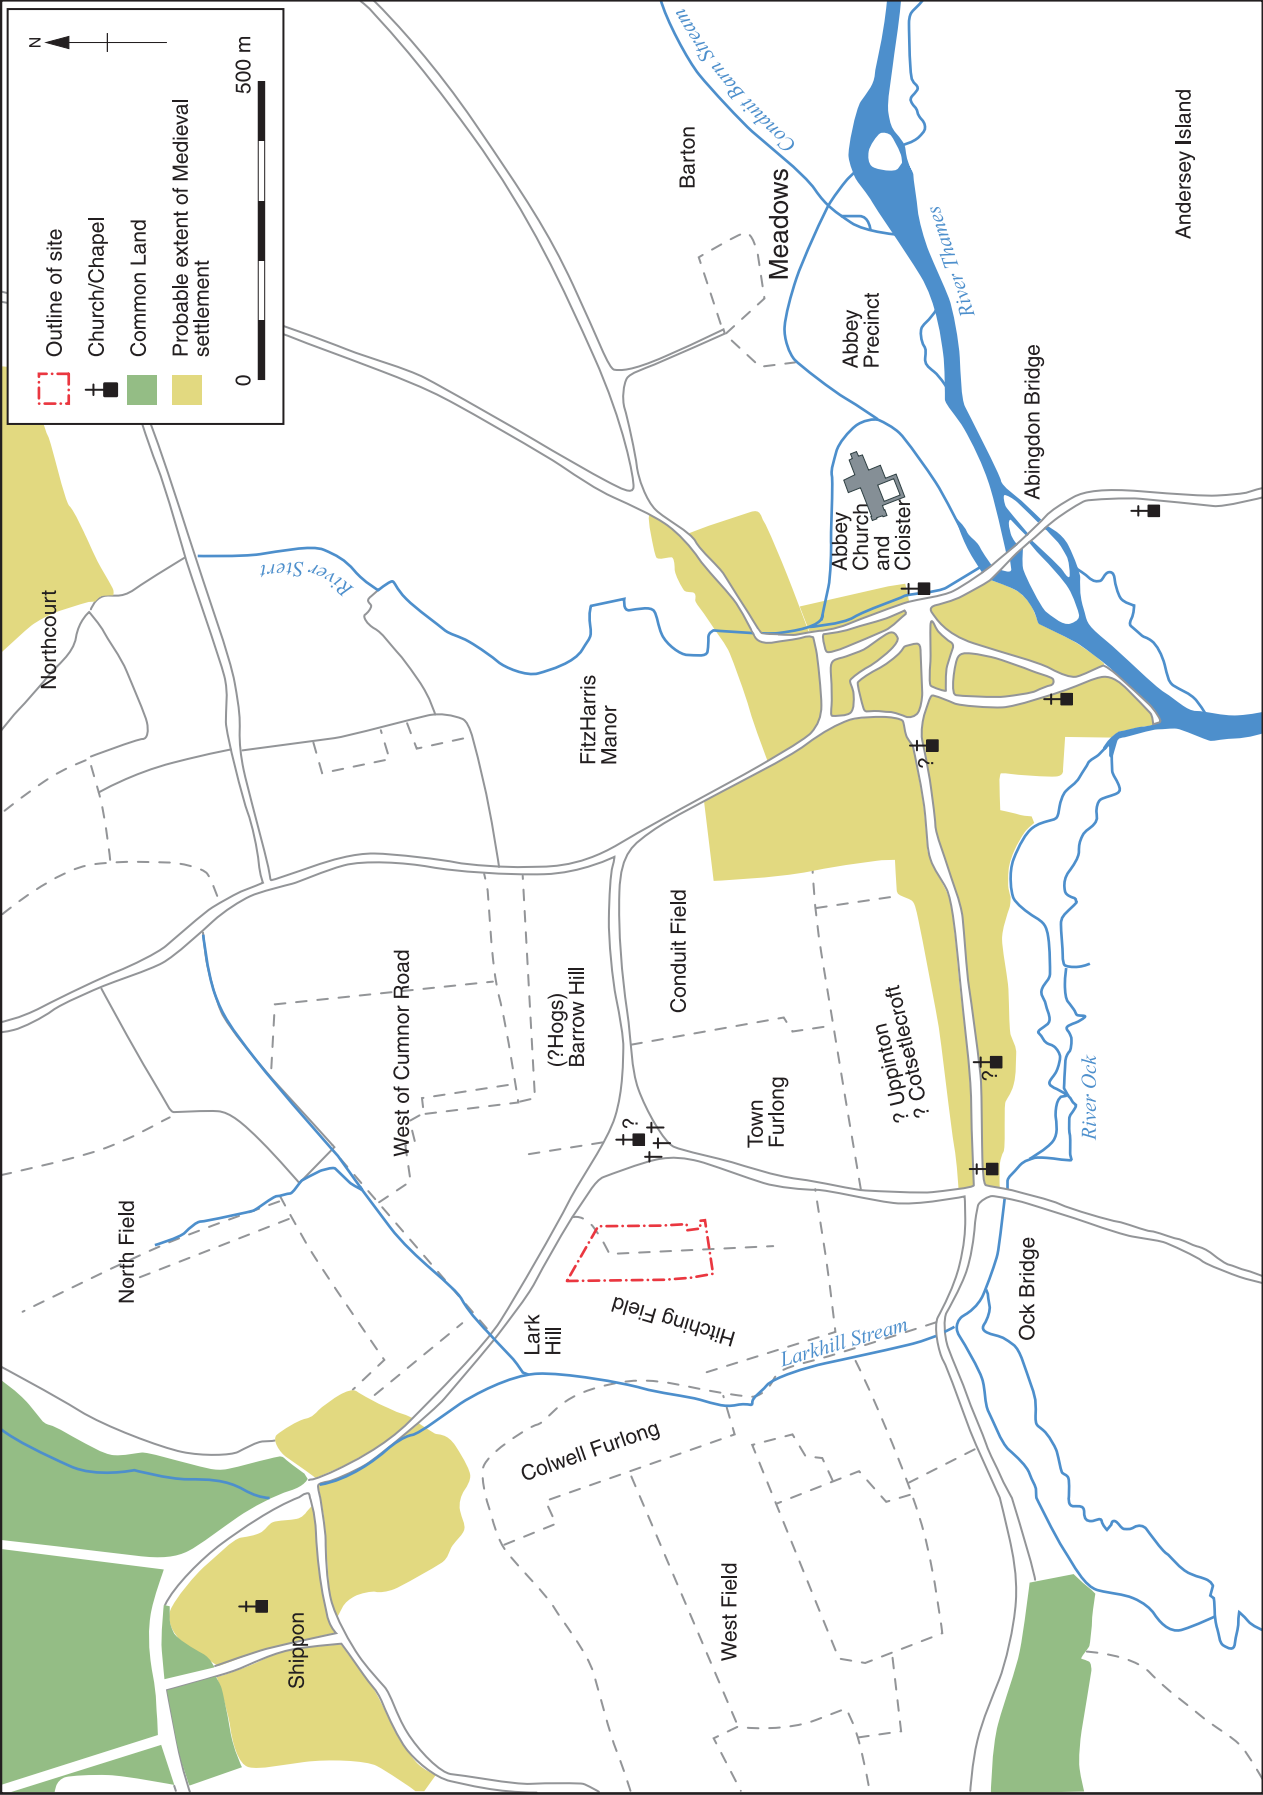 N
Outline of site
Church/Chapel
Common Land
Probable extent of Medieval
settlement
0
500 m
Northcourt
River Stert
Barton
Conduit Barn Stream
Meadows
Andersey Island
River Thames
Abbey
Precinct
Abingdon Bridge
Abbey
Church
and
Cloister
FitzHarris
Manor
?
Conduit Field
West of Cumnor Road
(?Hogs)
Barrow Hill
? Uppinton
? Cotsetlecroft
?
River Ock
Town
Furlong
?
North Field
Ock Bridge
Hitching Field
Lark
Hill
Larkhill Stream
Colwell Furlong
West Field
Shippon